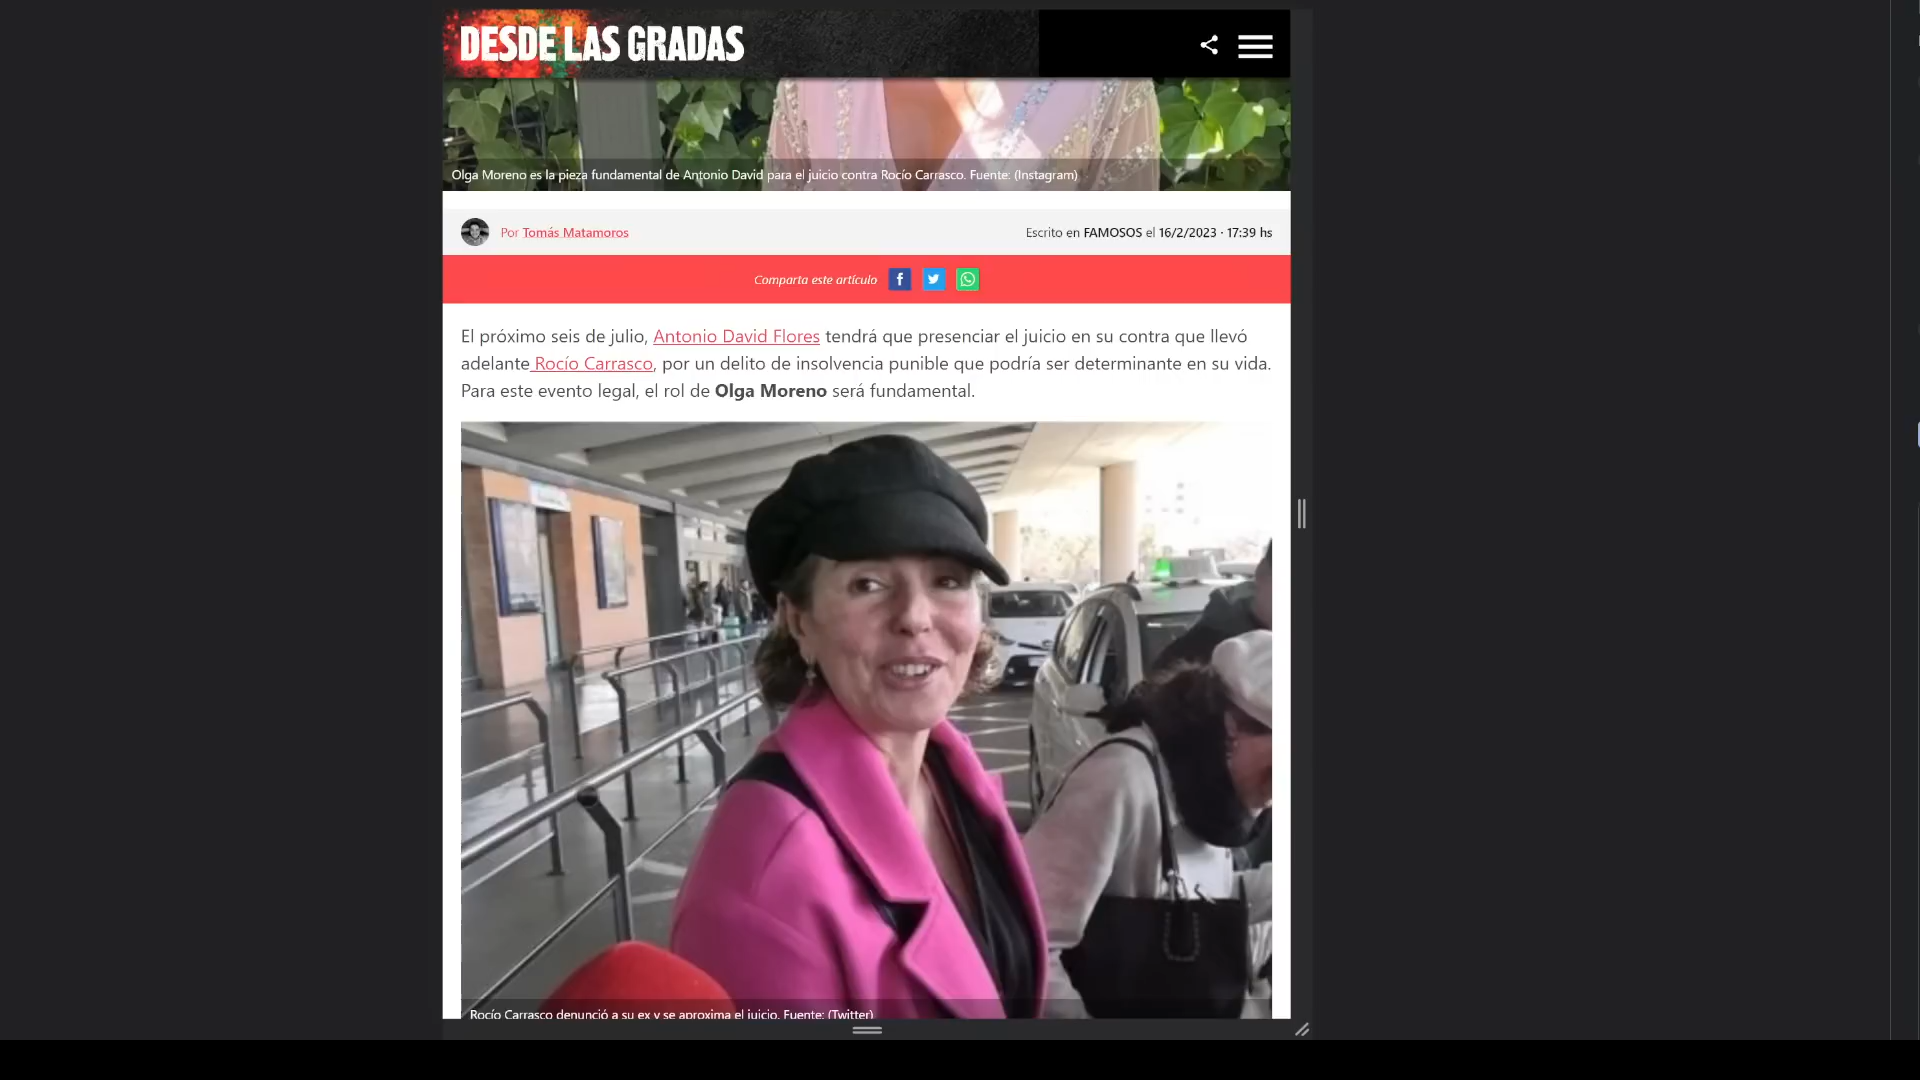 DESDE LAS GRADAS
Olga Moreno es la pieza fundamental de Antonio David para el juicio contra Rocío Carrasco. Fuente: (Instagram)
Por Tomás Matamoros
Escrito en FAMOSOS el 16/2/2023 · 17:39 hs
Comparta este artículo
El próximo seis de julio, Antonio David Flores tendrá que presenciar el juicio en su contra que llevó
adelante Rocío Carrasco, por un delito de insolvencia punible que podría ser determinante en su vida.
Para este evento legal, el rol de Olga Moreno será fundamental.
Rocío Carrasco denunció a su ex y se aproxima el juicio. Fuente: (Twitter)